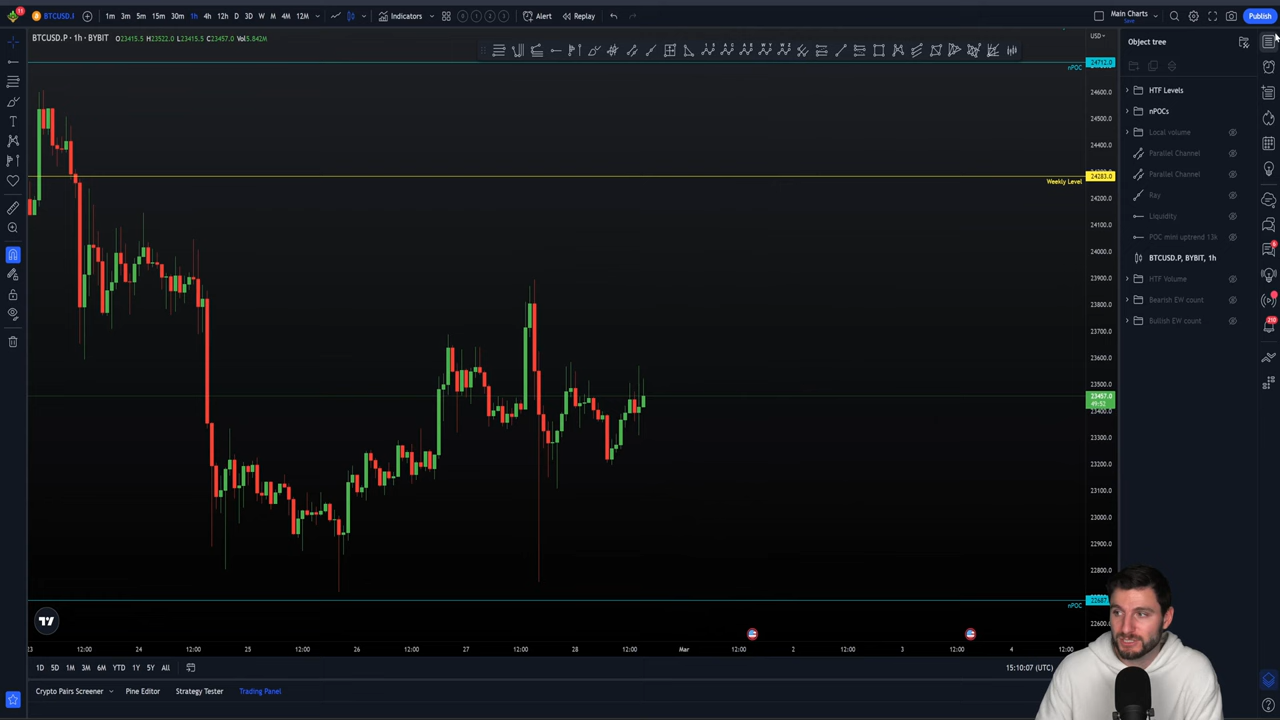 11 BTCUSD.I 1m 3m 5m 15m 30m 1h 4h 12h D 3D W M 4M 12M Indicators Alert Replay Main Charts Save Publish
BTCUSD.P · 1h · BYBIT O23415.5 H23522.0 L23415.5 C23457.0 Vol5.842M
USD
Object tree
24712.0
nPOC
24600.0
24500.0
24400.0
24283.0
Weekly Level
24200.0
24100.0
24000.0
23900.0
23800.0
23700.0
23600.0
23500.0
23457.0
49:52
23400.0
23300.0
23200.0
23100.0
23000.0
22900.0
22800.0
nPOC
22600.0
HTF Levels
nPOCs
Local volume
Parallel Channel
Parallel Channel
Ray
Liquidity
POC mini uptrend 13k
BTCUSD.P, BYBIT, 1h
HTF Volume
Bearish EW count
Bullish EW count
210
23 12:00 24 12:00 25 12:00 26 12:00 27 12:00 28 12:00 Mar 12:00 2 12:00 3 12:00 4 12:00
1D 5D 1M 3M 6M YTD 1Y 5Y All 15:10:07 (UTC)
Crypto Pairs Screener Pine Editor Strategy Tester Trading Panel